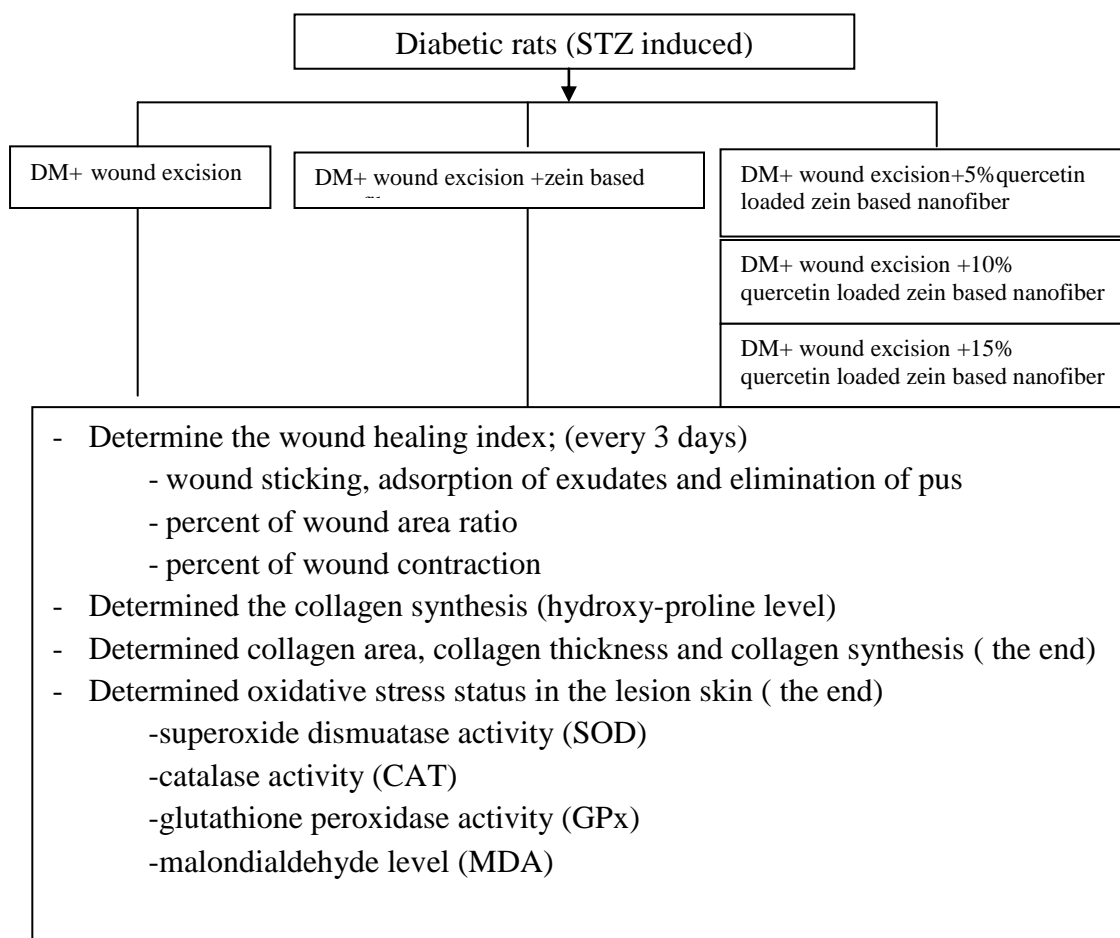 Diabetic rats (STZ induced)
DM+ wound excision
DM+ wound excision +zein based
DM+ wound excision+5%quercetin
loaded zein based nanofiber
DM+ wound excision +10%
quercetin loaded zein based nanofiber
DM+ wound excision +15%
quercetin loaded zein based nanofiber
- Determine the wound healing index; (every 3 days)
- wound sticking, adsorption of exudates and elimination of pus
- percent of wound area ratio
- percent of wound contraction
- Determined the collagen synthesis (hydroxy-proline level)
- Determined collagen area, collagen thickness and collagen synthesis ( the end)
- Determined oxidative stress status in the lesion skin ( the end)
-superoxide dismuatase activity (SOD)
-catalase activity (CAT)
-glutathione peroxidase activity (GPx)
-malondialdehyde level (MDA)